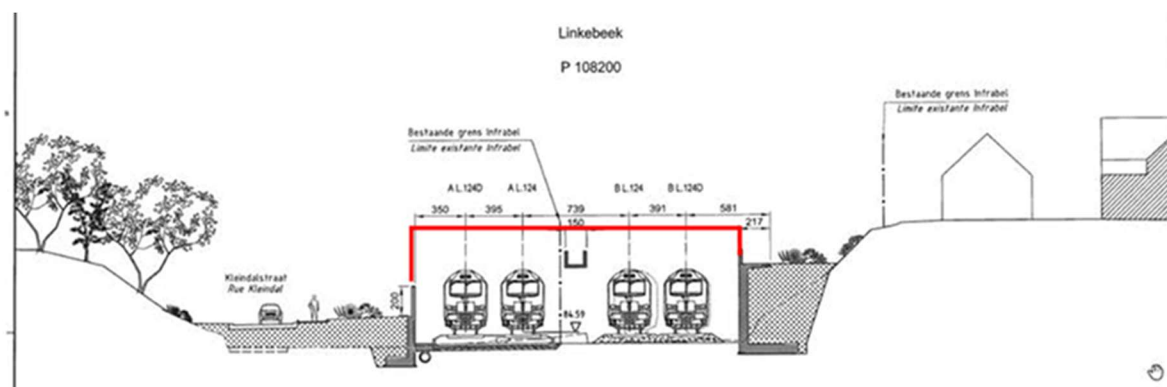 Linkebeek
P 108200
Bestaande grens Infrabel
Limite existante Infrabel
Bestaande grens Infrabel
Limite existante Infrabel
A L.124D
A L.124
B L.124
B L.124D
350
395
739
391
581
150
217
Kleindalstraat
Rue Kleindal
200
84.59